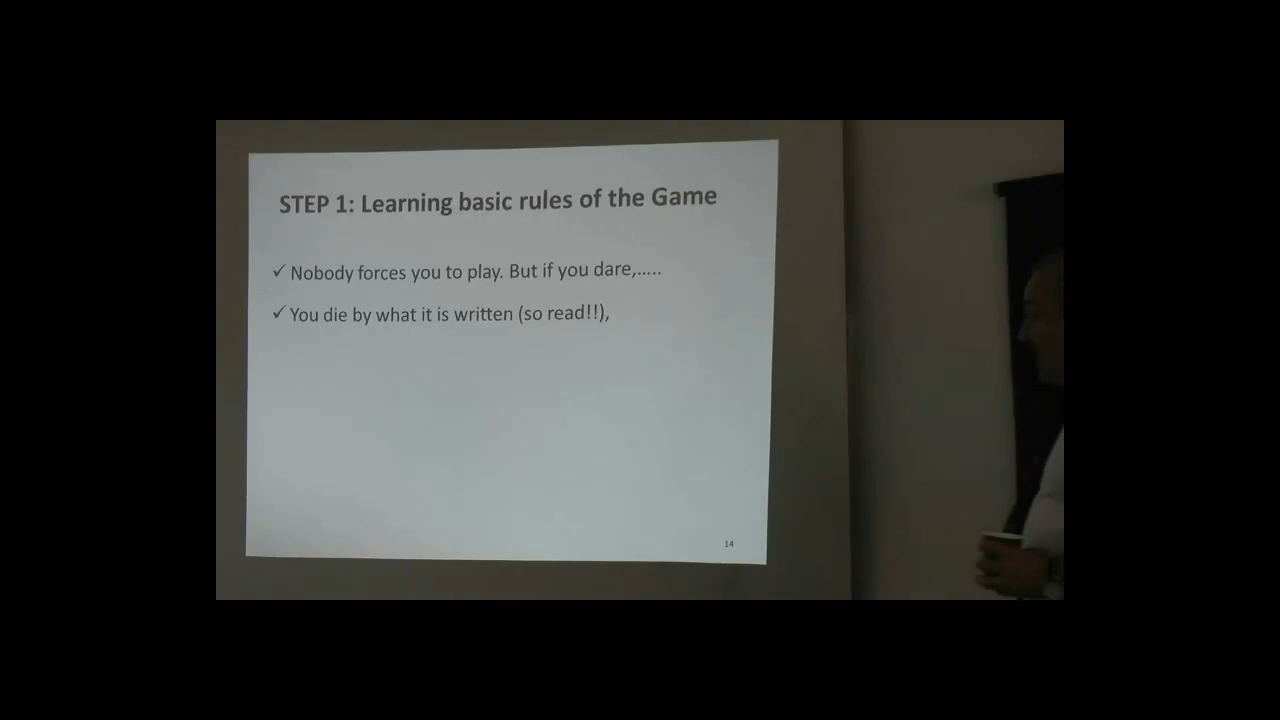 STEP 1: Learning basic rules of the Game
✓ Nobody forces you to play. But if you dare,.....
✓ You die by what it is written (so read!!),
14